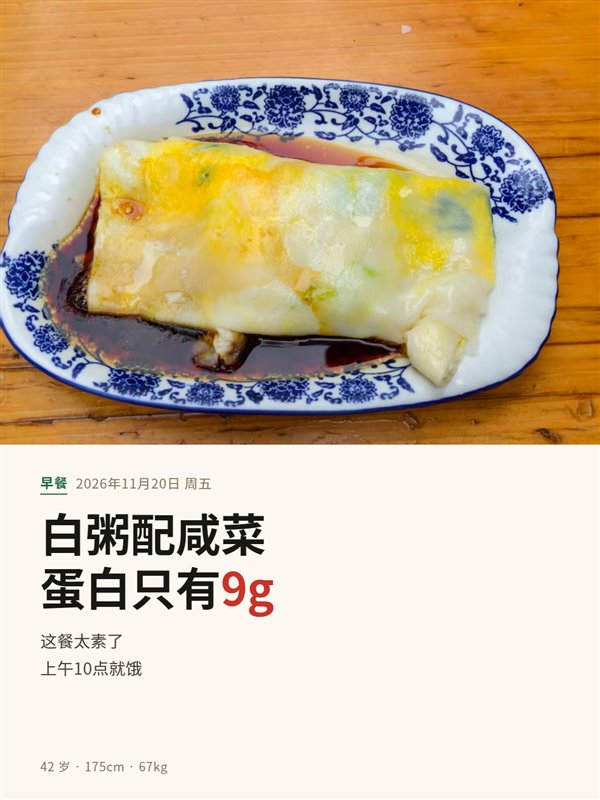 早餐 2026年11月20日 周五
白粥配咸菜
蛋白只有9g
这餐太素了
上午10点就饿
42 岁 · 175cm · 67kg